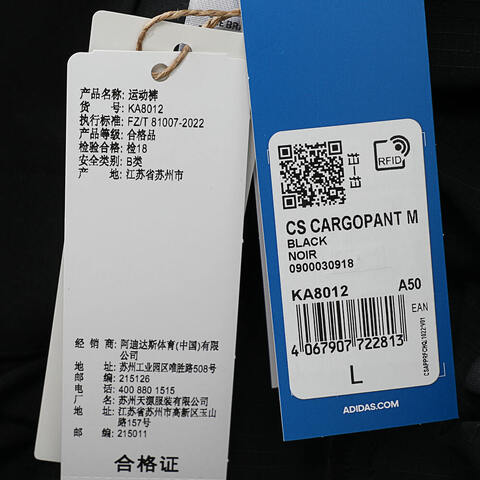 产品名称: 运动裤
货 号: KA8012
执行标准: FZ/T 81007-2022
产品等级: 合格品
检验合格: 检18
安全类别: B类
产 地: 江苏省苏州市
经 销 商: 阿迪达斯体育(中国)有限
公司
地 址: 苏州工业园区唯胜路508号
邮 编: 215126
电 话: 400 880 1515
厂 名: 苏州天源服装有限公司
地 址: 江苏省苏州市高新区玉山
路157号
邮 编: 215011
合格证
RFID
CS CARGOPANT M
BLACK
NOIR
0900030918
KA8012 A50
EAN
4 067907 722813
L
ADIDAS.COM